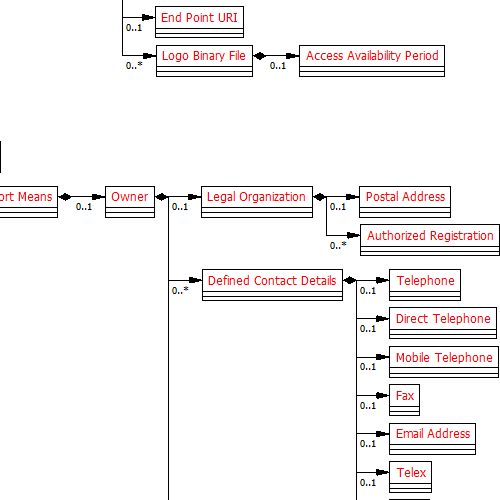 End Point URI
0..1
Logo Binary File
Access Availability Period
0..*
0..1
ort Means
Owner
Legal Organization
Postal Address
0..1
0..1
0..1
Authorized Registration
0..*
Defined Contact Details
Telephone
0..*
0..1
Direct Telephone
0..1
Mobile Telephone
0..1
Fax
0..1
Email Address
0..1
Telex
0..1